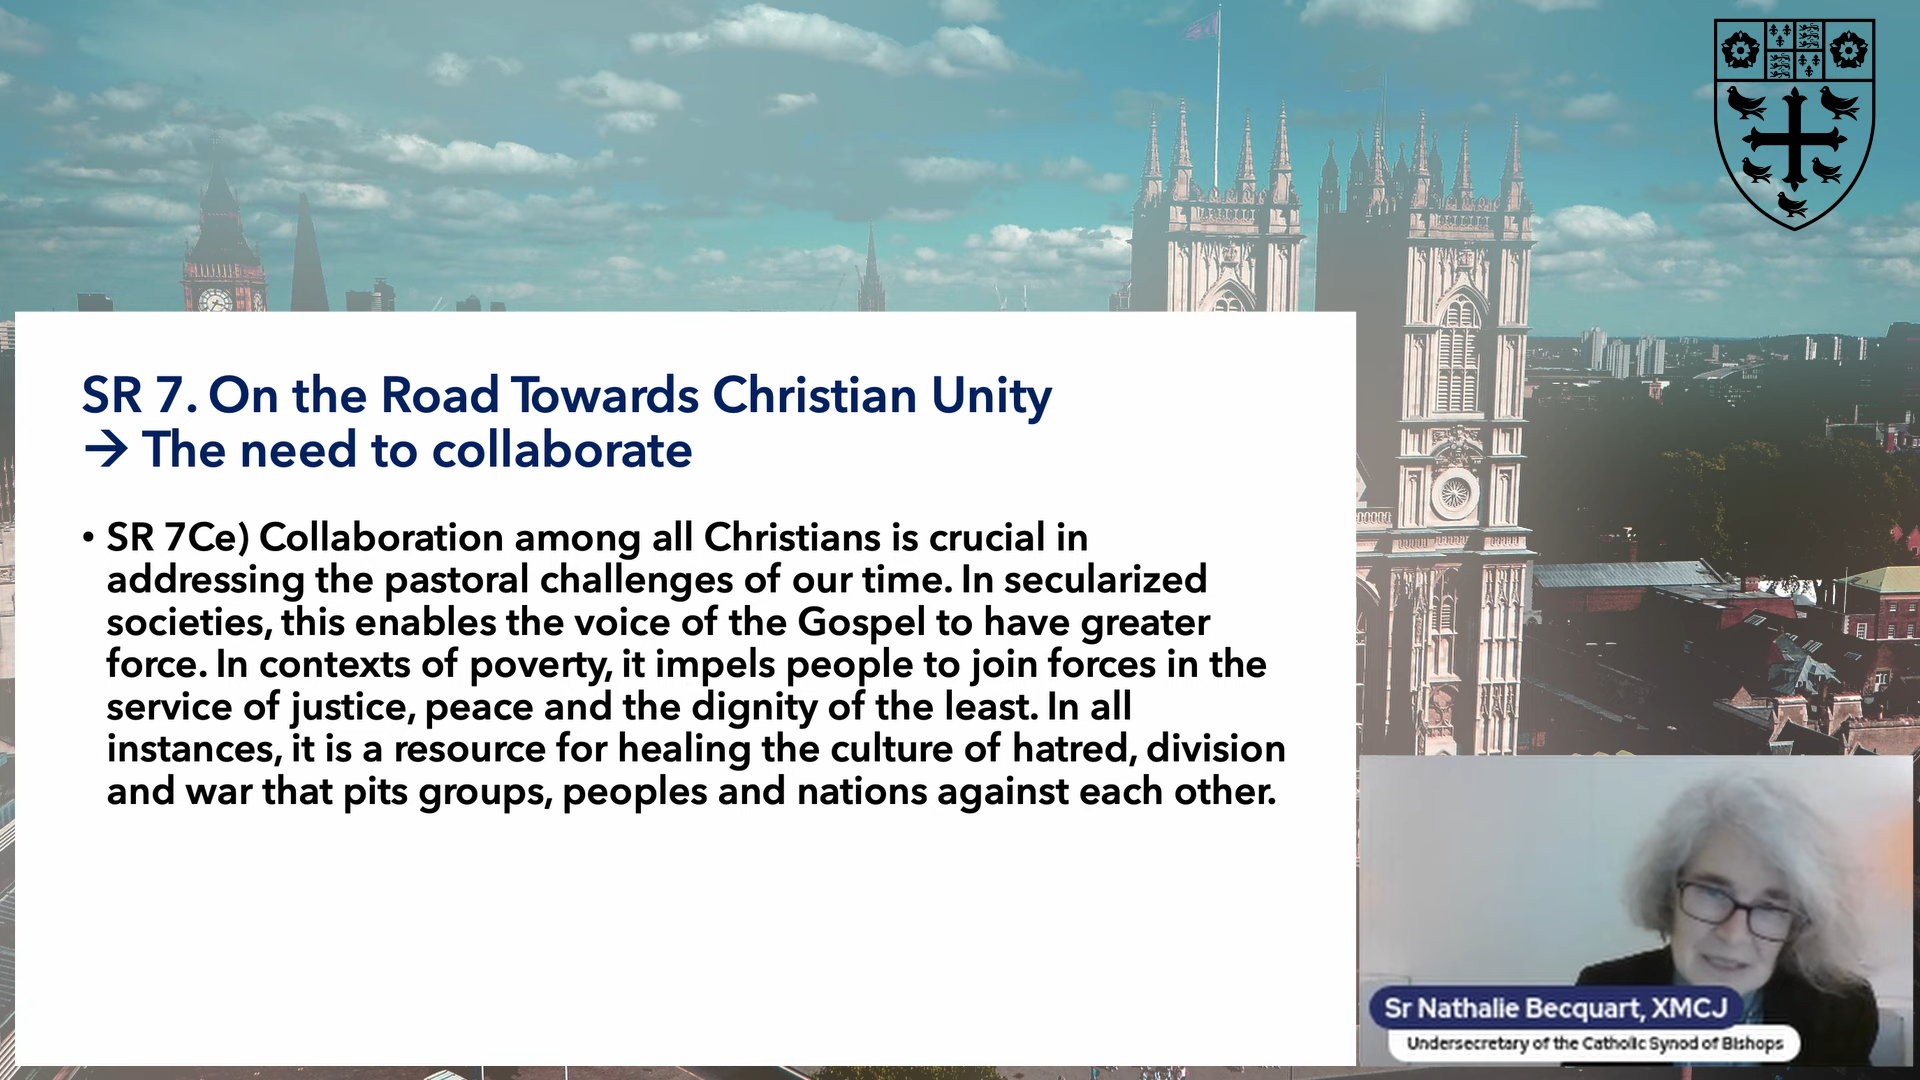 SR 7. On the Road Towards Christian Unity
→ The need to collaborate
• SR 7Ce) Collaboration among all Christians is crucial in
addressing the pastoral challenges of our time. In secularized
societies, this enables the voice of the Gospel to have greater
force. In contexts of poverty, it impels people to join forces in the
service of justice, peace and the dignity of the least. In all
instances, it is a resource for healing the culture of hatred, division
and war that pits groups, peoples and nations against each other.
Sr Nathalie Becquart, XMCJ
Undersecretary of the Catholic Synod of Bishops